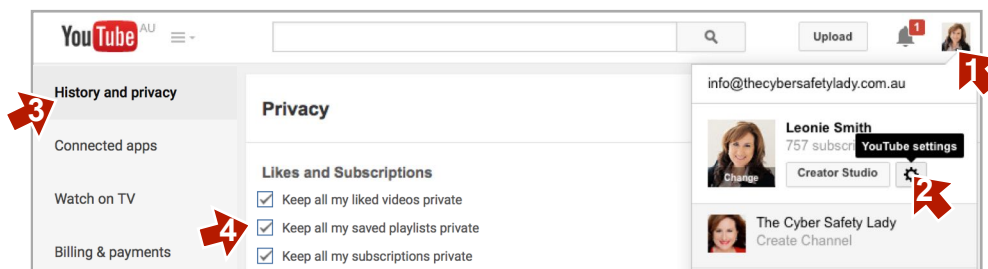 YouTube AU
Upload
1
1
info@thecybersafetylady.com.au
3
History and privacy
Connected apps
Watch on TV
Billing & payments
Privacy
Likes and Subscriptions
Keep all my liked videos private
4
Keep all my saved playlists private
Keep all my subscriptions private
Leonie Smith
757 subscri
YouTube settings
Change
Creator Studio
2
The Cyber Safety Lady
Create Channel